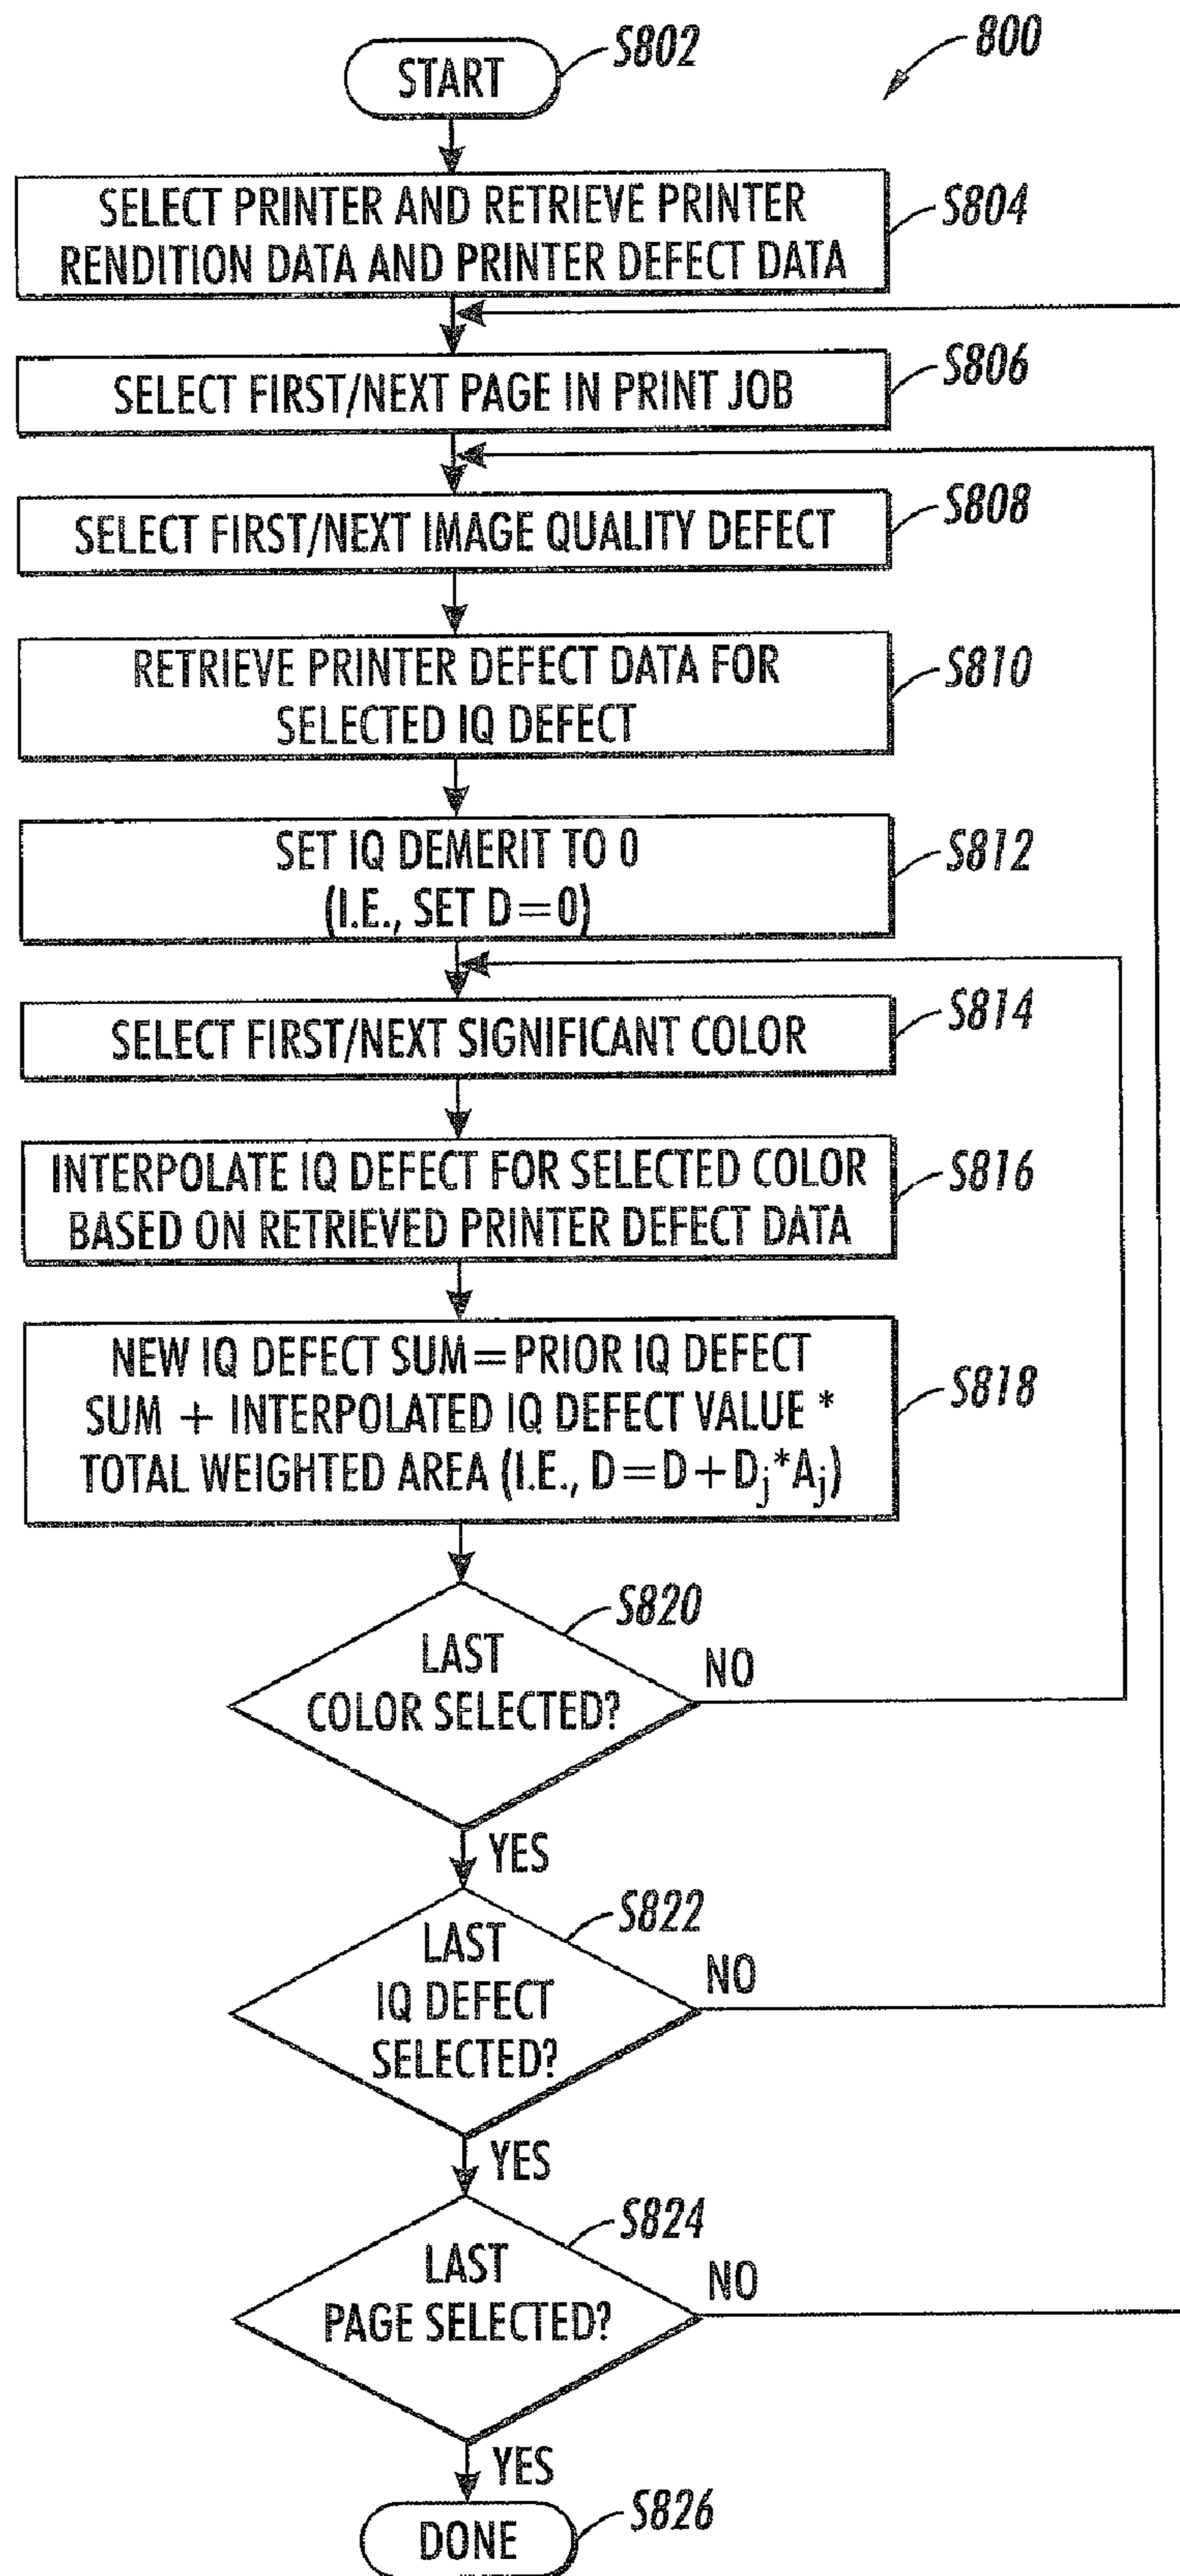 800
START
S802
SELECT PRINTER AND RETRIEVE PRINTER
RENDITION DATA AND PRINTER DEFECT DATA
S804
SELECT FIRST/NEXT PAGE IN PRINT JOB
S806
SELECT FIRST/NEXT IMAGE QUALITY DEFECT
S808
RETRIEVE PRINTER DEFECT DATA FOR
SELECTED IQ DEFECT
S810
SET IQ DEMERIT TO 0
(I.E., SET D=0)
S812
SELECT FIRST/NEXT SIGNIFICANT COLOR
S814
INTERPOLATE IQ DEFECT FOR SELECTED COLOR
BASED ON RETRIEVED PRINTER DEFECT DATA
S816
NEW IQ DEFECT SUM=PRIOR IQ DEFECT
SUM + INTERPOLATED IQ DEFECT VALUE *
TOTAL WEIGHTED AREA (I.E., D=D+Dj*Aj)
S818
LAST
COLOR SELECTED?
S820
NO
YES
LAST
IQ DEFECT
SELECTED?
S822
NO
YES
LAST
PAGE SELECTED?
S824
NO
YES
DONE
S826